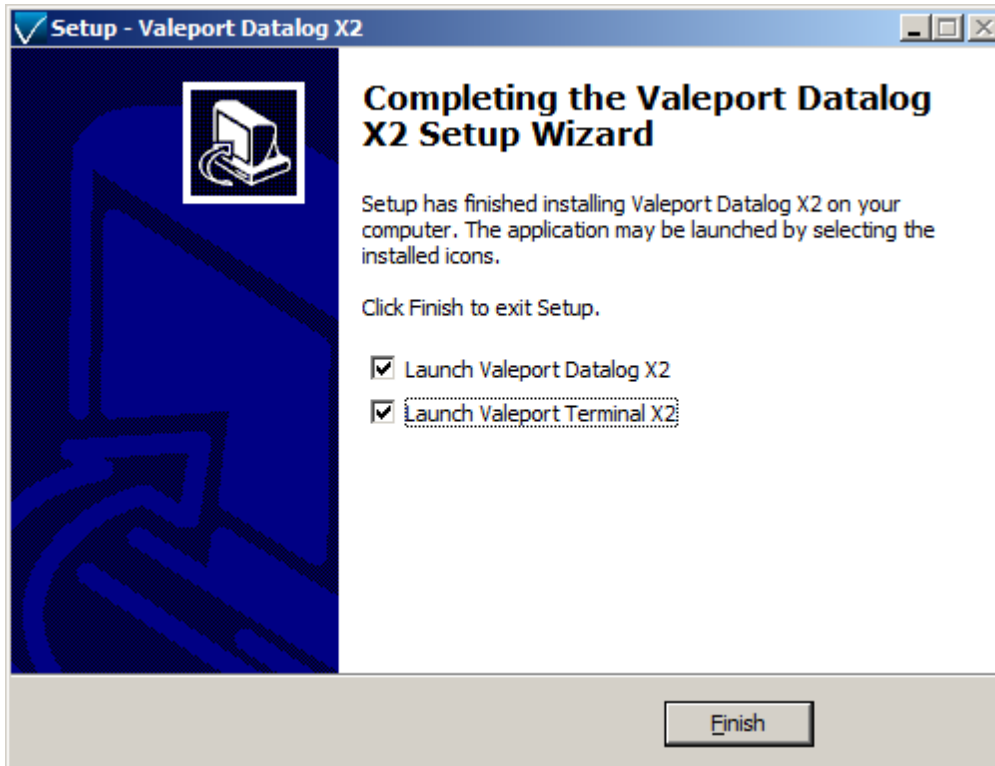 Setup - Valeport Datalog X2
Completing the Valeport Datalog
X2 Setup Wizard
Setup has finished installing Valeport Datalog X2 on your
computer. The application may be launched by selecting the
installed icons.
Click Finish to exit Setup.
Launch Valeport Datalog X2
Launch Valeport Terminal X2
Finish